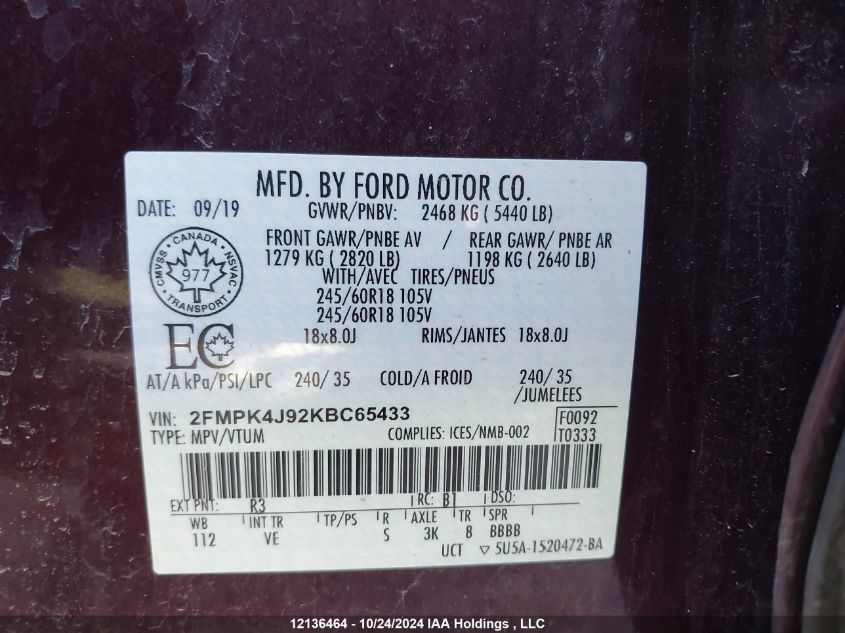 MFD. BY FORD MOTOR CO.
DATE: 09/19 GVWR/PNBV: 2468 KG ( 5440 LB)
FRONT GAWR/PNBE AV / REAR GAWR/ PNBE AR
1279 KG ( 2820 LB) 1198 KG ( 2640 LB)
WITH/AVEC TIRES/PNEUS
245/60R18 105V
245/60R18 105V
18x8.0J RIMS/JANTES 18x8.0J
CANADA
CMVSS NSVAC
977
TRANSPORT
EC
AT/A kPa/PSI/LPC 240/ 35 COLD/A FROID 240/ 35
/JUMELEES
VIN: 2FMPK4J92KBC65433 F0092
TYPE: MPV/VTUM COMPLIES: ICES/NMB-002 T0333
EXT PNT: R3 RC: B1 DSO:
WB INT TR TP/PS R AXLE TR SPR
112 VE S 3K 8 BBBB
UCT ▽ 5U5A-1520472-BA
12136464 - 10/24/2024 IAA Holdings , LLC